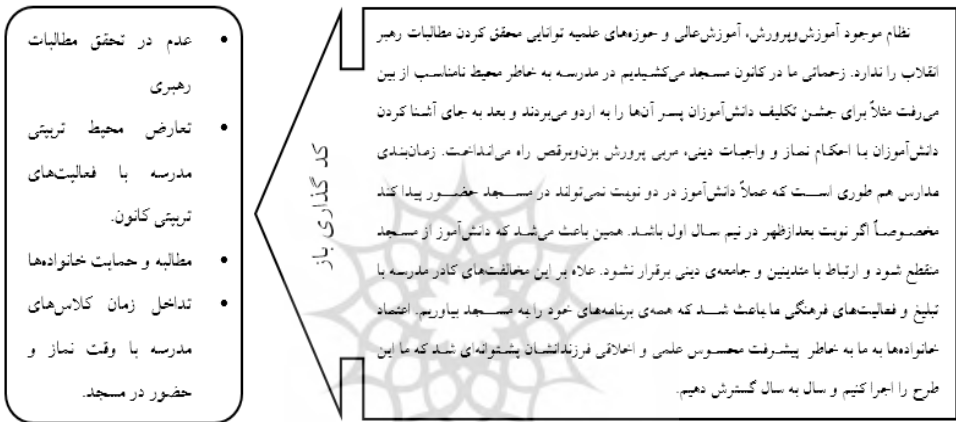 نظام موجود آموزش‌وپرورش، آموزش‌عالی و حوزه‌های علمیه توانایی محقق کردن مطالبات رهبر
انقلاب را ندارد. زحماتی ما در کانون مسجد می‌کشیدیم در مدرسه به خاطر محیط نامناسب از بین
می‌رفت مثلاً برای جشن تکلیف دانش‌آموزان پسر آن‌ها را به اردو می‌بردند و بعد به جای آشنا کردن
دانش‌آموزان با احکام نماز و واجبات دینی، مربی پرورش بزن‌وبرقص راه می‌انداخت. زمان‌بندی
مدارس هم طوری است که عملاً دانش‌آموز در دو نوبت نمی‌تواند در مسجد حضور پیدا کند
مخصوصاً اگر نوبت بعدازظهر در نیم سال اول باشد. همین باعث می‌شد که دانش‌آموز از مسجد
منقطع شود و ارتباط با متدینین و جامعه‌ی دینی برقرار نشود. علاه بر این مخالفت‌های کادر مدرسه با
تبلیغ و فعالیت‌های فرهنگی ما باعث شد که همه‌ی برنامه‌های خود را به مسجد بیاوریم. اعتماد
خانواده‌ها به ما به خاطر پیشرفت محسوس علمی و اخلاقی فرزندانشان پشتوانه‌ای شد که ما این
طرح را اجرا کنیم و سال به سال گسترش دهیم.
کد گذاری باز
• عدم در تحقق مطالبات
رهبری
• تعارض محیط تربیتی
مدرسه با فعالیت‌های
تربیتی کانون.
• مطالبه و حمایت خانواده‌ها
• تداخل زمان کلاس‌های
مدرسه با وقت نماز و
حضور در مسجد.